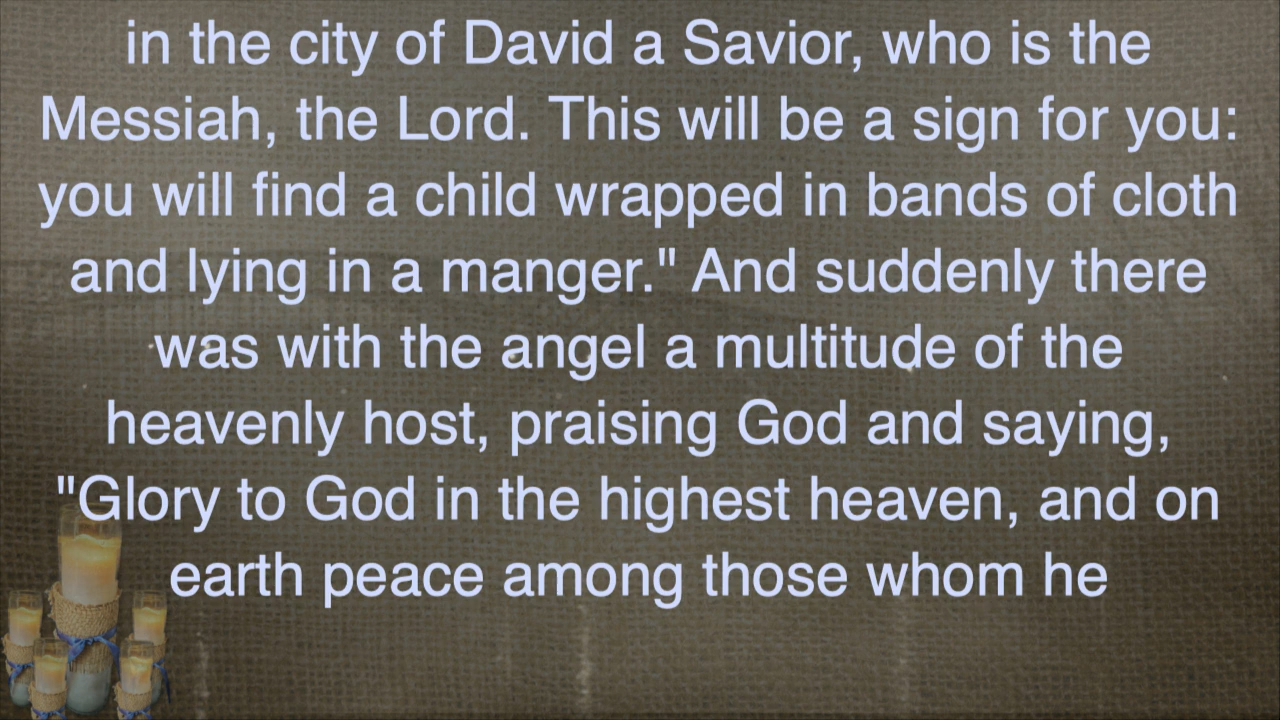 in the city of David a Savior, who is the
Messiah, the Lord. This will be a sign for you:
you will find a child wrapped in bands of cloth
and lying in a manger." And suddenly there
was with the angel a multitude of the
heavenly host, praising God and saying,
"Glory to God in the highest heaven, and on
earth peace among those whom he